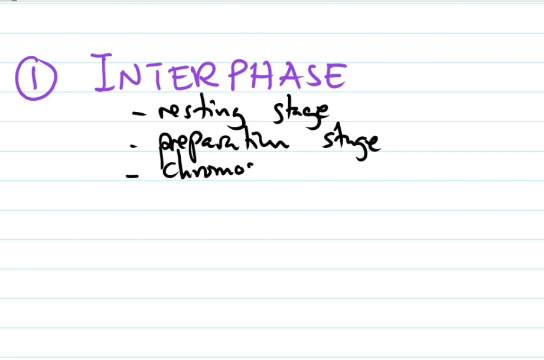 ① INTERPHASE
- resting stage
- preparation stage
- Chromo